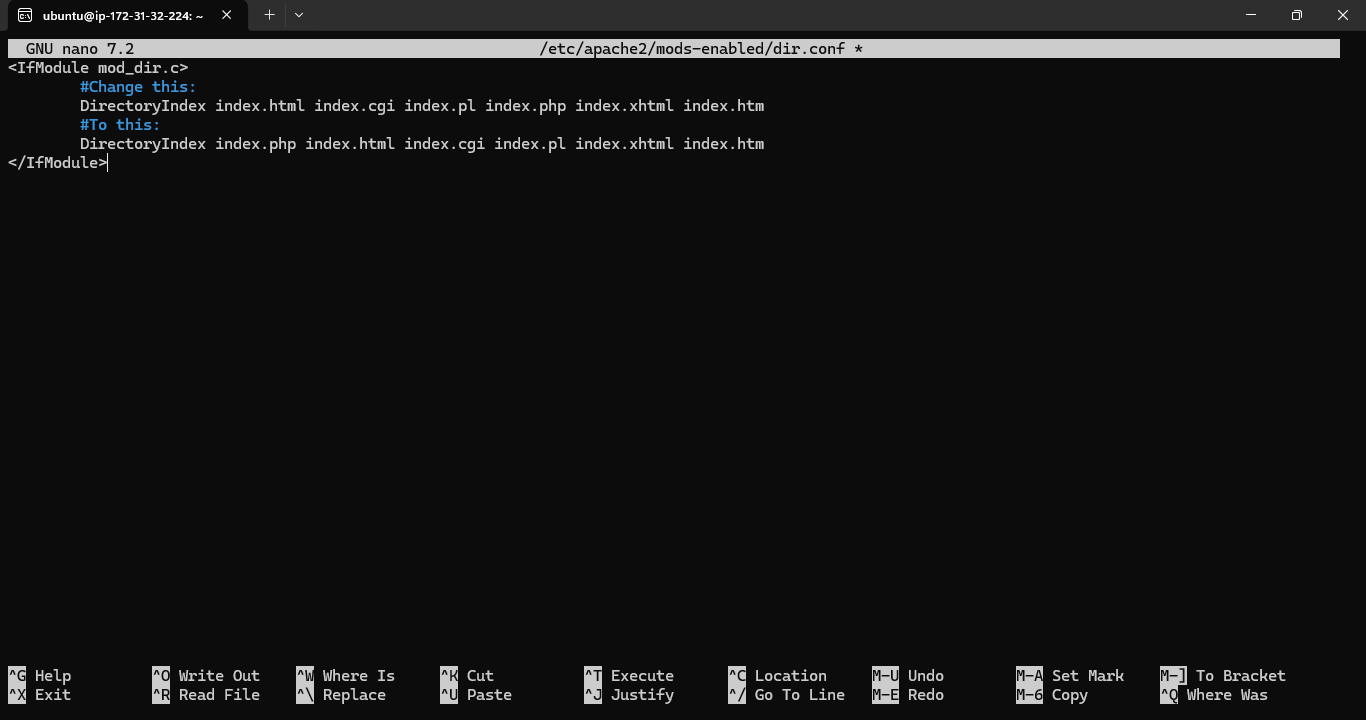 ubuntu@ip-172-31-32-224: ~
GNU nano 7.2 /etc/apache2/mods-enabled/dir.conf *
<IfModule mod_dir.c>
#Change this:
DirectoryIndex index.html index.cgi index.pl index.php index.xhtml index.htm
#To this:
DirectoryIndex index.php index.html index.cgi index.pl index.xhtml index.htm
</IfModule>
^G Help ^O Write Out ^W Where Is ^K Cut ^T Execute ^C Location M-U Undo M-A Set Mark M-] To Bracket
^X Exit ^R Read File ^\ Replace ^U Paste ^J Justify ^/ Go To Line M-E Redo M-6 Copy ^Q Where Was